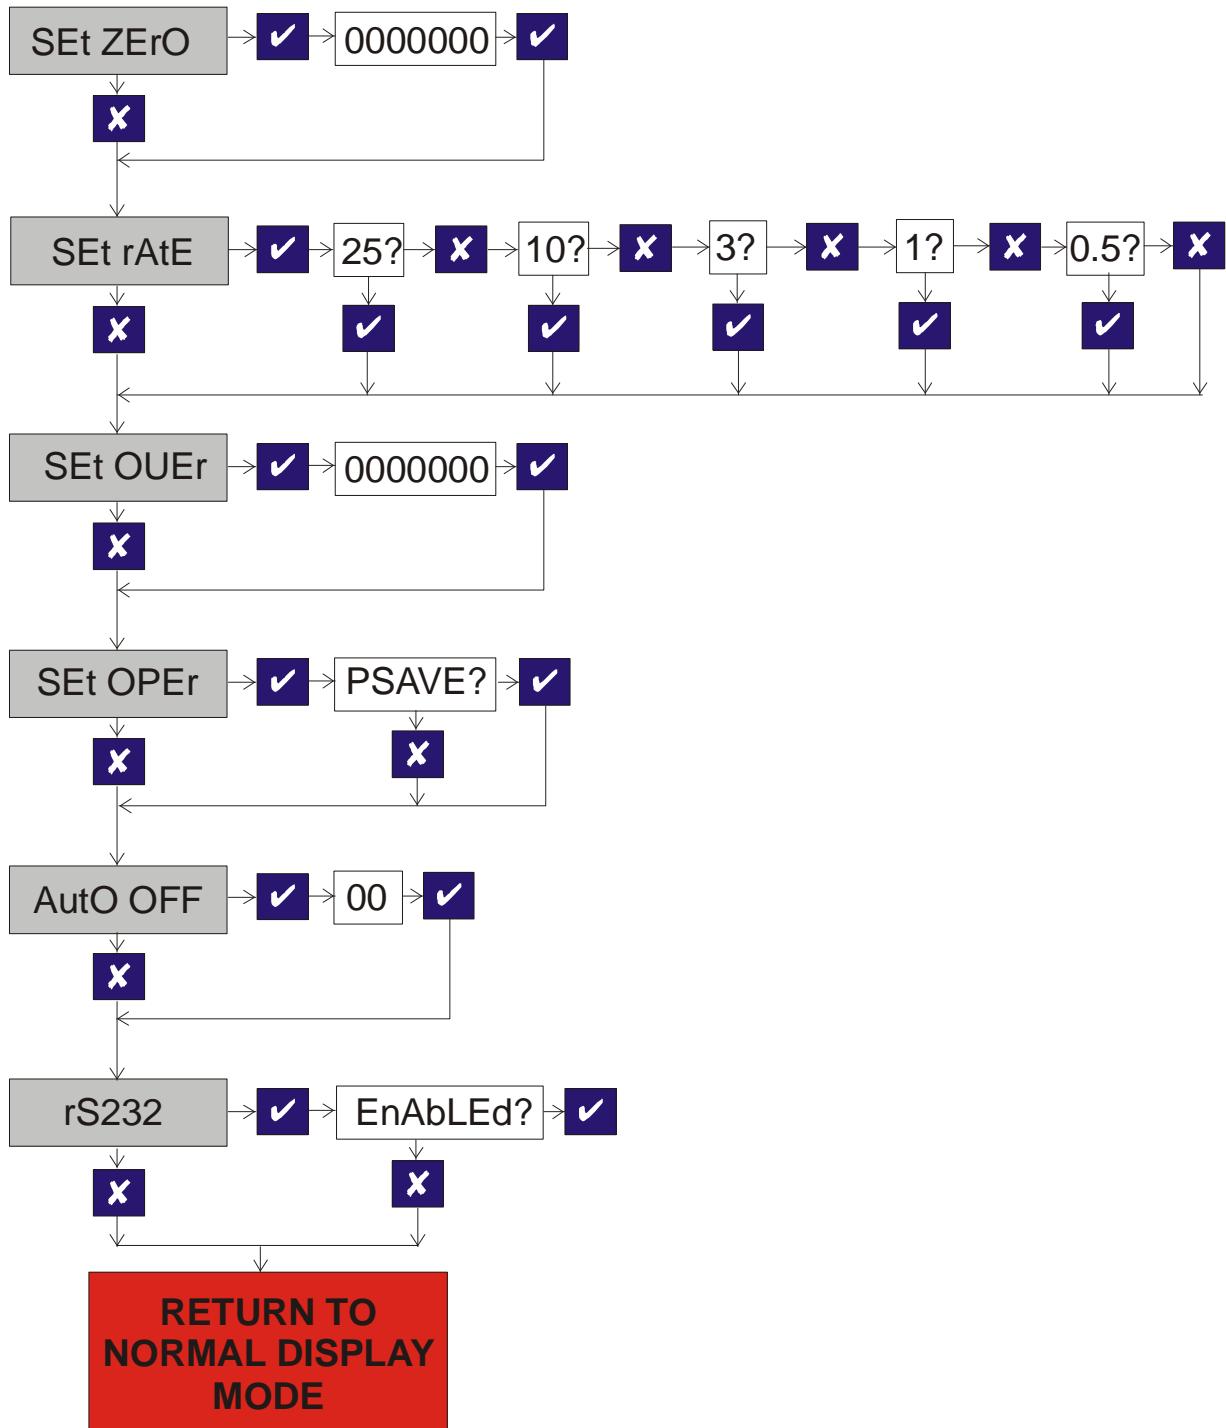 SEt ZErO ✔ 0000000 ✔
✘
SEt rAtE ✔ 25? ✘ 10? ✘ 3? ✘ 1? ✘ 0.5? ✘
✘ ✔ ✔ ✔ ✔ ✔
SEt OUEr ✔ 0000000 ✔
✘
SEt OPEr ✔ PSAVE? ✔
✘ ✘
AutO OFF ✔ 00 ✔
✘
rS232 ✔ EnAbLEd? ✔
✘ ✘
RETURN TO
NORMAL DISPLAY
MODE